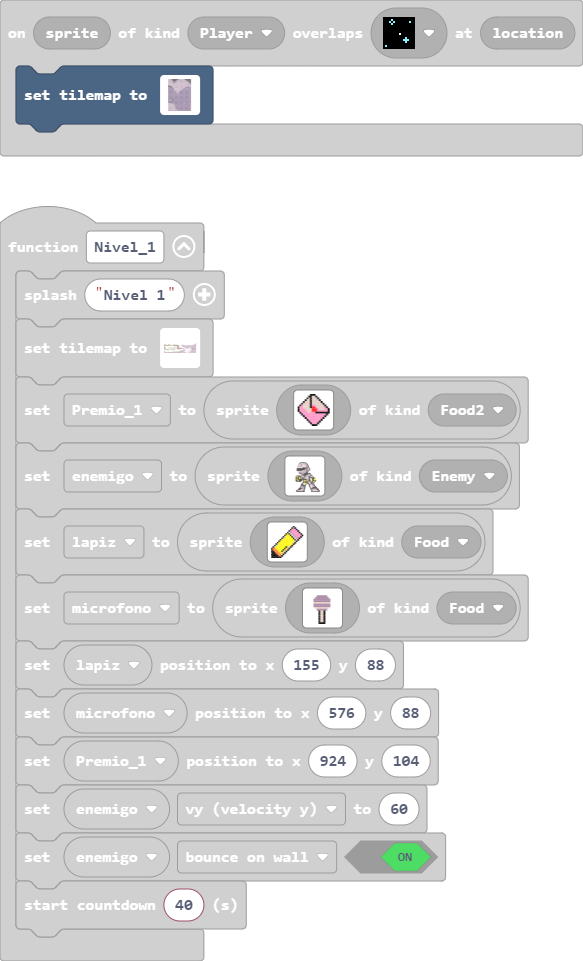 on sprite of kind Player overlaps at location
set tilemap to
function Nivel_1
splash "Nivel 1"
set tilemap to
set Premio_1 to sprite of kind Food2
set enemigo to sprite of kind Enemy
set lapiz to sprite of kind Food
set microfono to sprite of kind Food
set lapiz position to x 155 y 88
set microfono position to x 576 y 88
set Premio_1 position to x 924 y 104
set enemigo vy (velocity y) to 60
set enemigo bounce on wall ON
start countdown 40 (s)